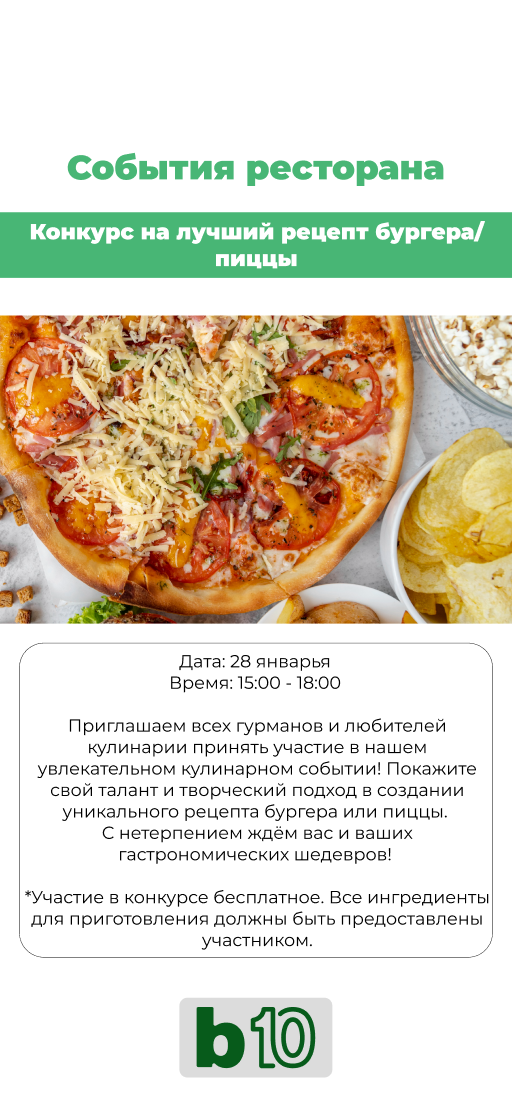 События ресторана
Конкурс на лучший рецепт бургера/
пиццы
Дата: 28 январья
Время: 15:00 - 18:00
Приглашаем всех гурманов и любителей
кулинарии принять участие в нашем
увлекательном кулинарном событии! Покажите
свой талант и творческий подход в создании
уникального рецепта бургера или пиццы.
С нетерпением ждём вас и ваших
гастрономических шедевров!
*Участие в конкурсе бесплатное. Все ингредиенты
для приготовления должны быть предоставлены
участником.
b10